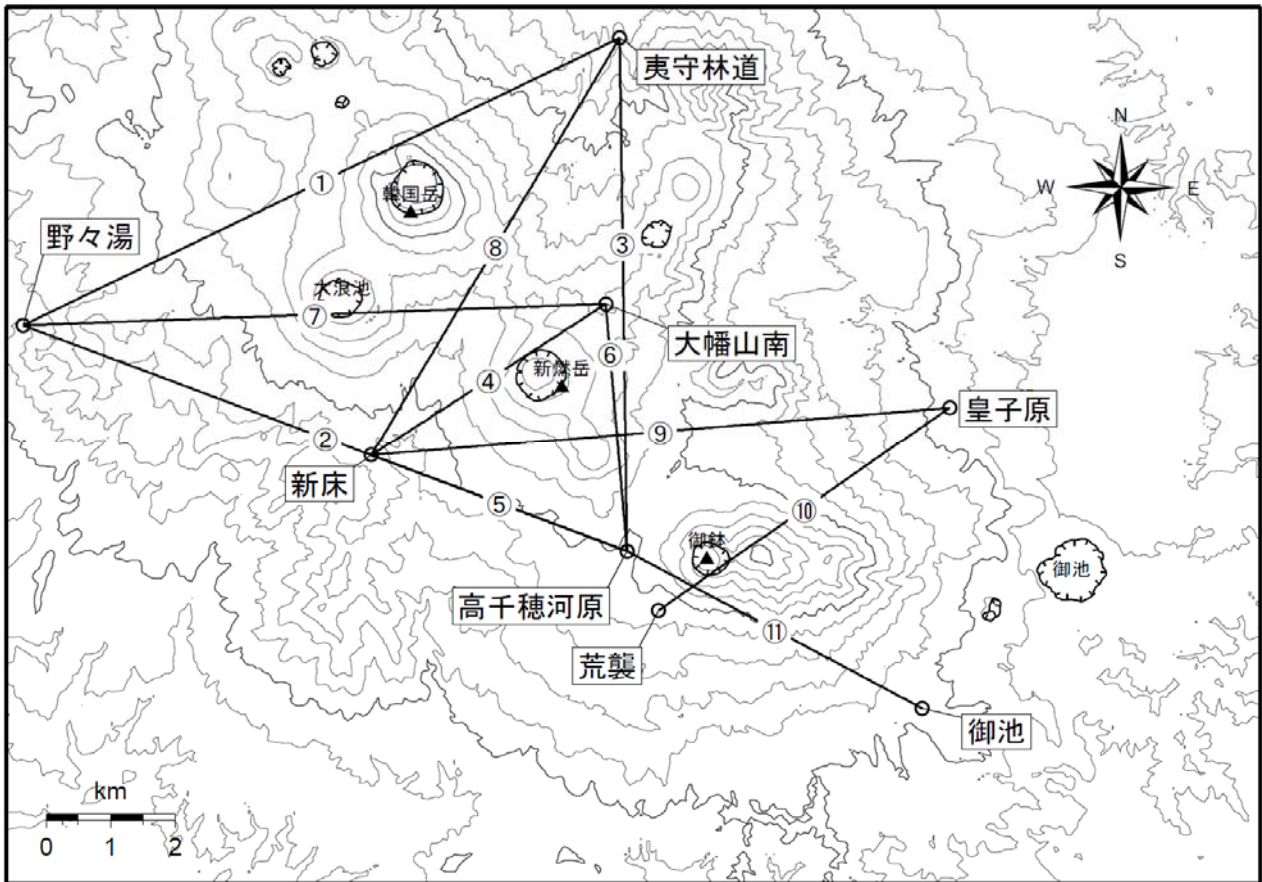 夷守林道
N
W
E
S
①
韓国岳
野々湯
⑧
③
大浪池
⑦
大幡山南
⑥
新燃岳
④
皇子原
⑨
②
新床
⑤
⑩
御鉢
御池
高千穂河原
⑪
荒襲
御池
km
0 1 2